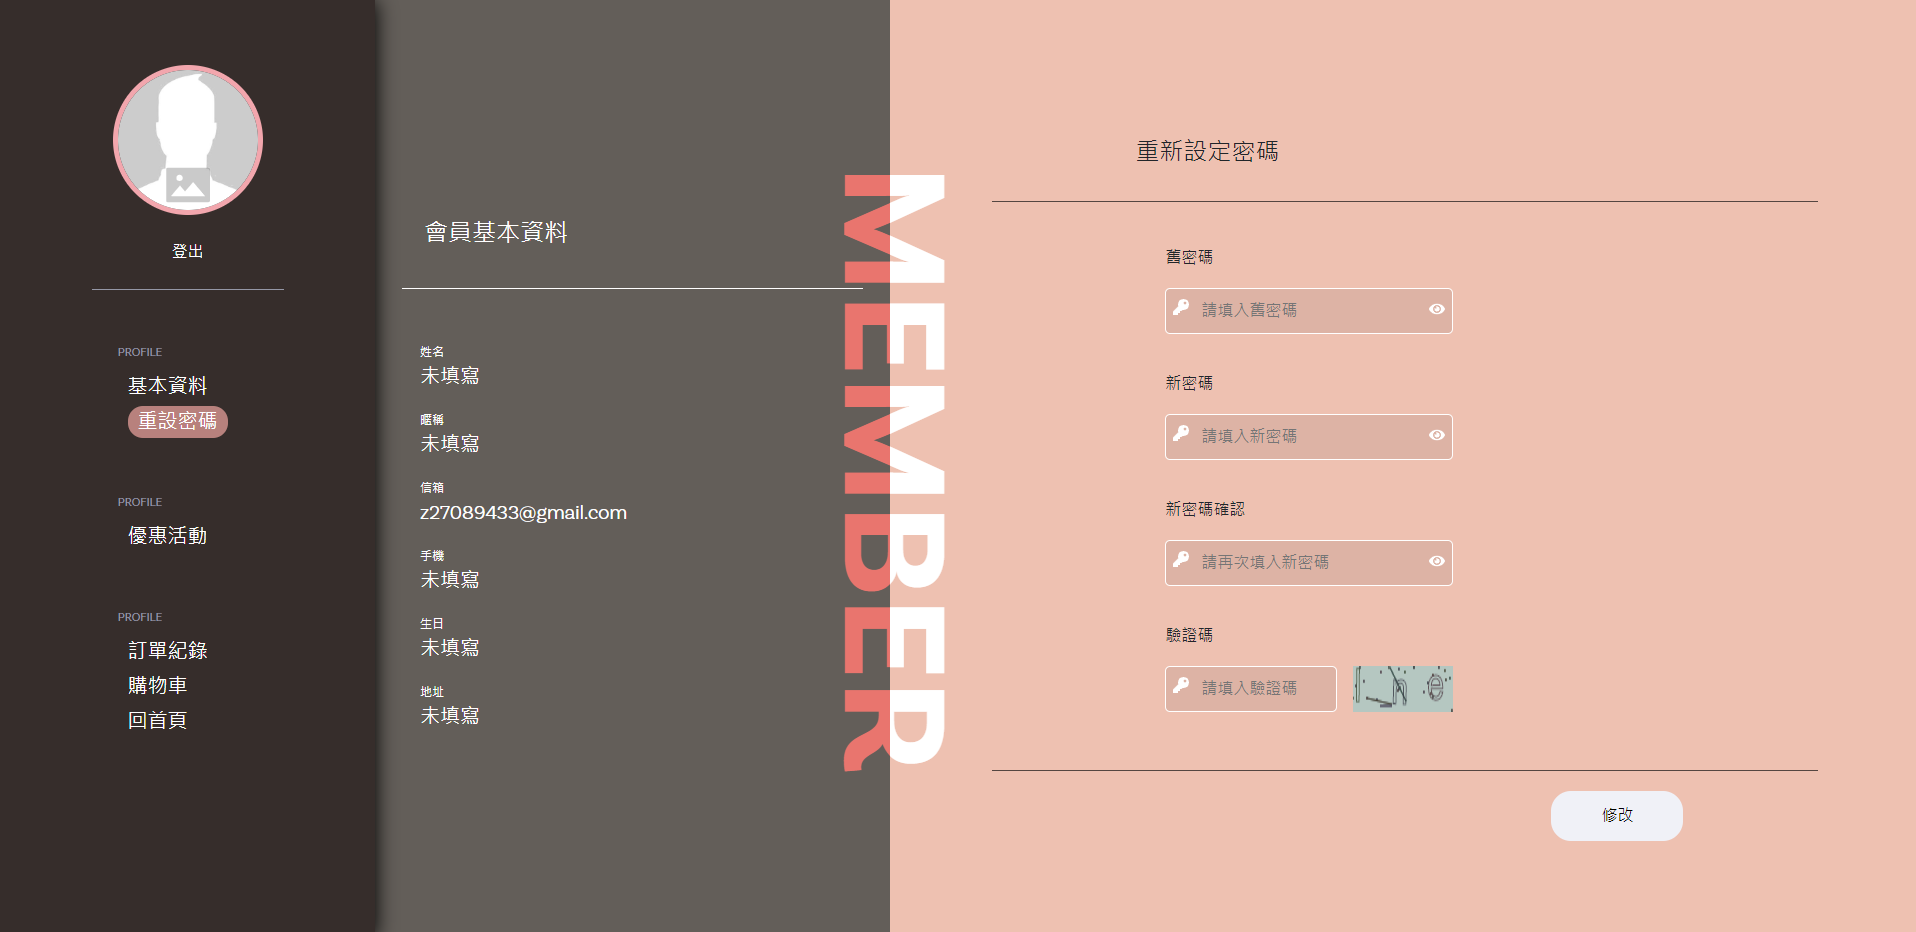 登出
PROFILE
基本資料
重設密碼
PROFILE
優惠活動
PROFILE
訂單紀錄
購物車
回首頁
會員基本資料
姓名
未填寫
暱稱
未填寫
信箱
z27089433@gmail.com
手機
未填寫
生日
未填寫
地址
未填寫
MEMBER
重新設定密碼
舊密碼
請填入舊密碼
新密碼
請填入新密碼
新密碼確認
請再次填入新密碼
驗證碼
請填入驗證碼
修改